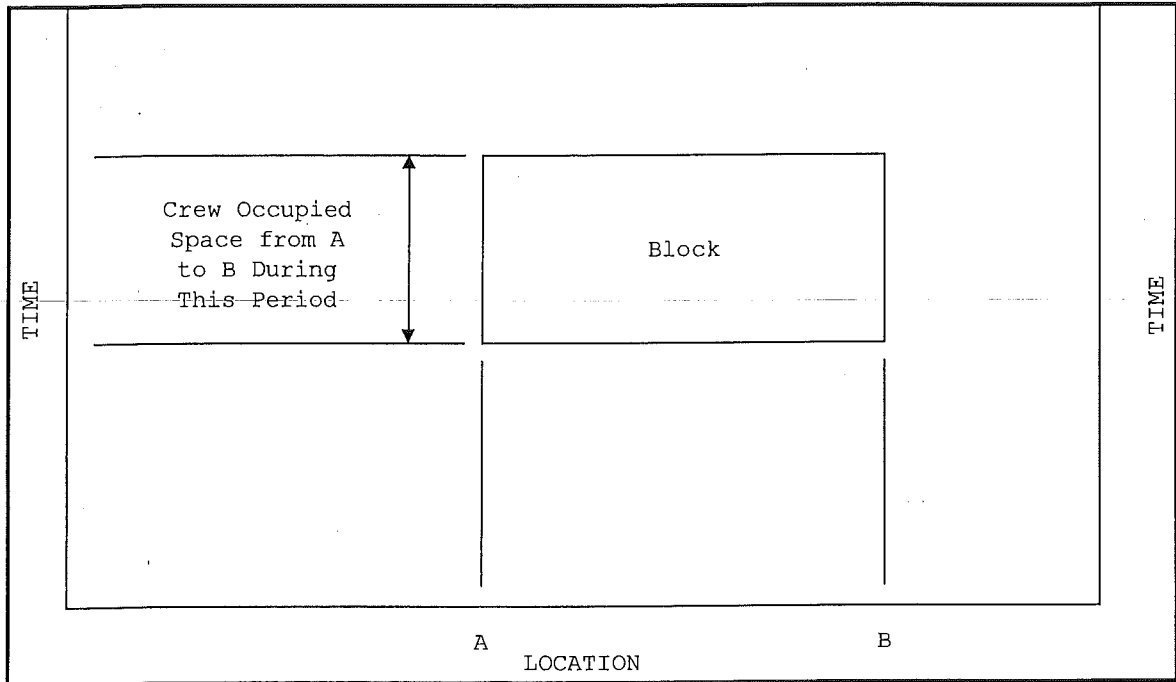 Crew Occupied
Space from A
to B During
This Period
Block
TIME
TIME
A
B
LOCATION